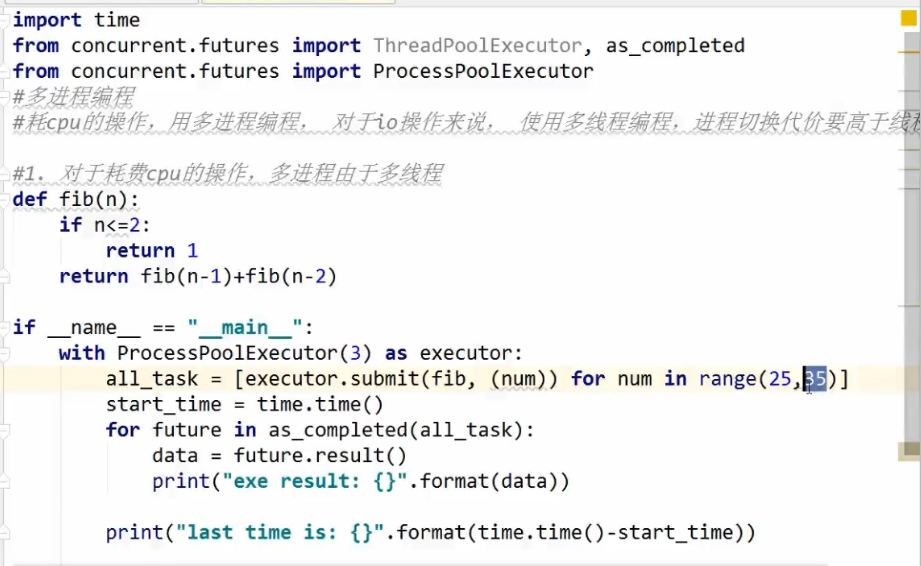 import time
from concurrent.futures import ThreadPoolExecutor, as_completed
from concurrent.futures import ProcessPoolExecutor
#多进程编程
#耗cpu的操作，用多进程编程， 对于io操作来说， 使用多线程编程，进程切换代价要高于线程
#1. 对于耗费cpu的操作，多进程由于多线程
def fib(n):
    if n<=2:
        return 1
    return fib(n-1)+fib(n-2)
if __name__ == "__main__":
    with ProcessPoolExecutor(3) as executor:
        all_task = [executor.submit(fib, (num)) for num in range(25,35)]
        start_time = time.time()
        for future in as_completed(all_task):
            data = future.result()
            print("exe result: {}".format(data))
        print("last time is: {}".format(time.time()-start_time))